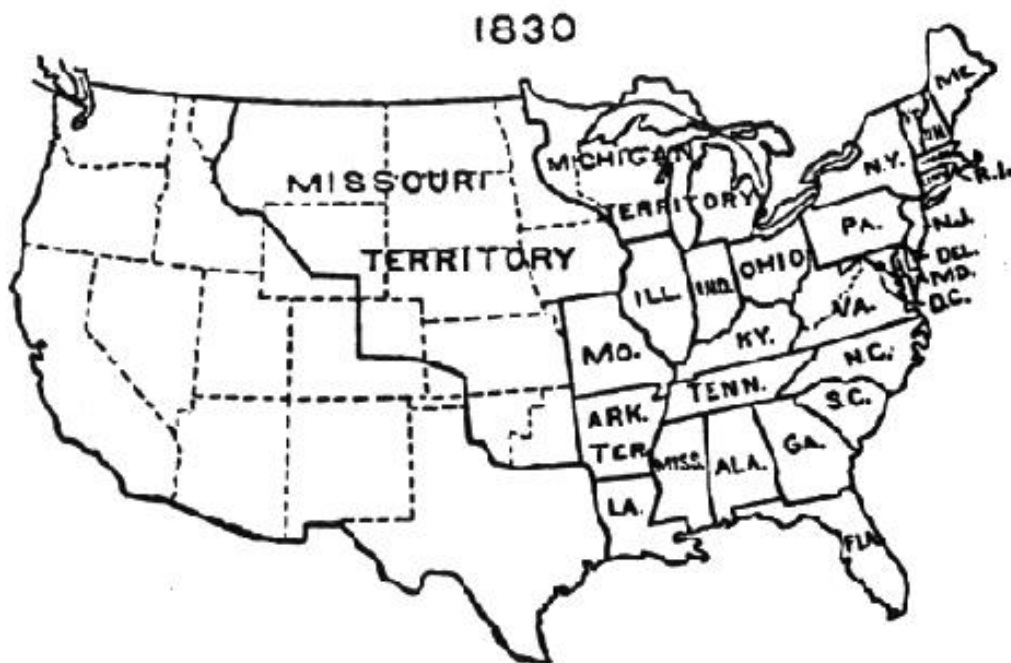 1830
ME.
N.Y.
MICHIGAN
MISSOURI
R.I.
TERRITORY
PA.
N.J.
TERRITORY
OHIO
DEL.
MD.
D.C.
ILL.
IND.
VA.
KY.
MO.
N.C.
TENN.
S.C.
ARK.
TER.
GA.
MISS.
ALA.
LA.
FLA.